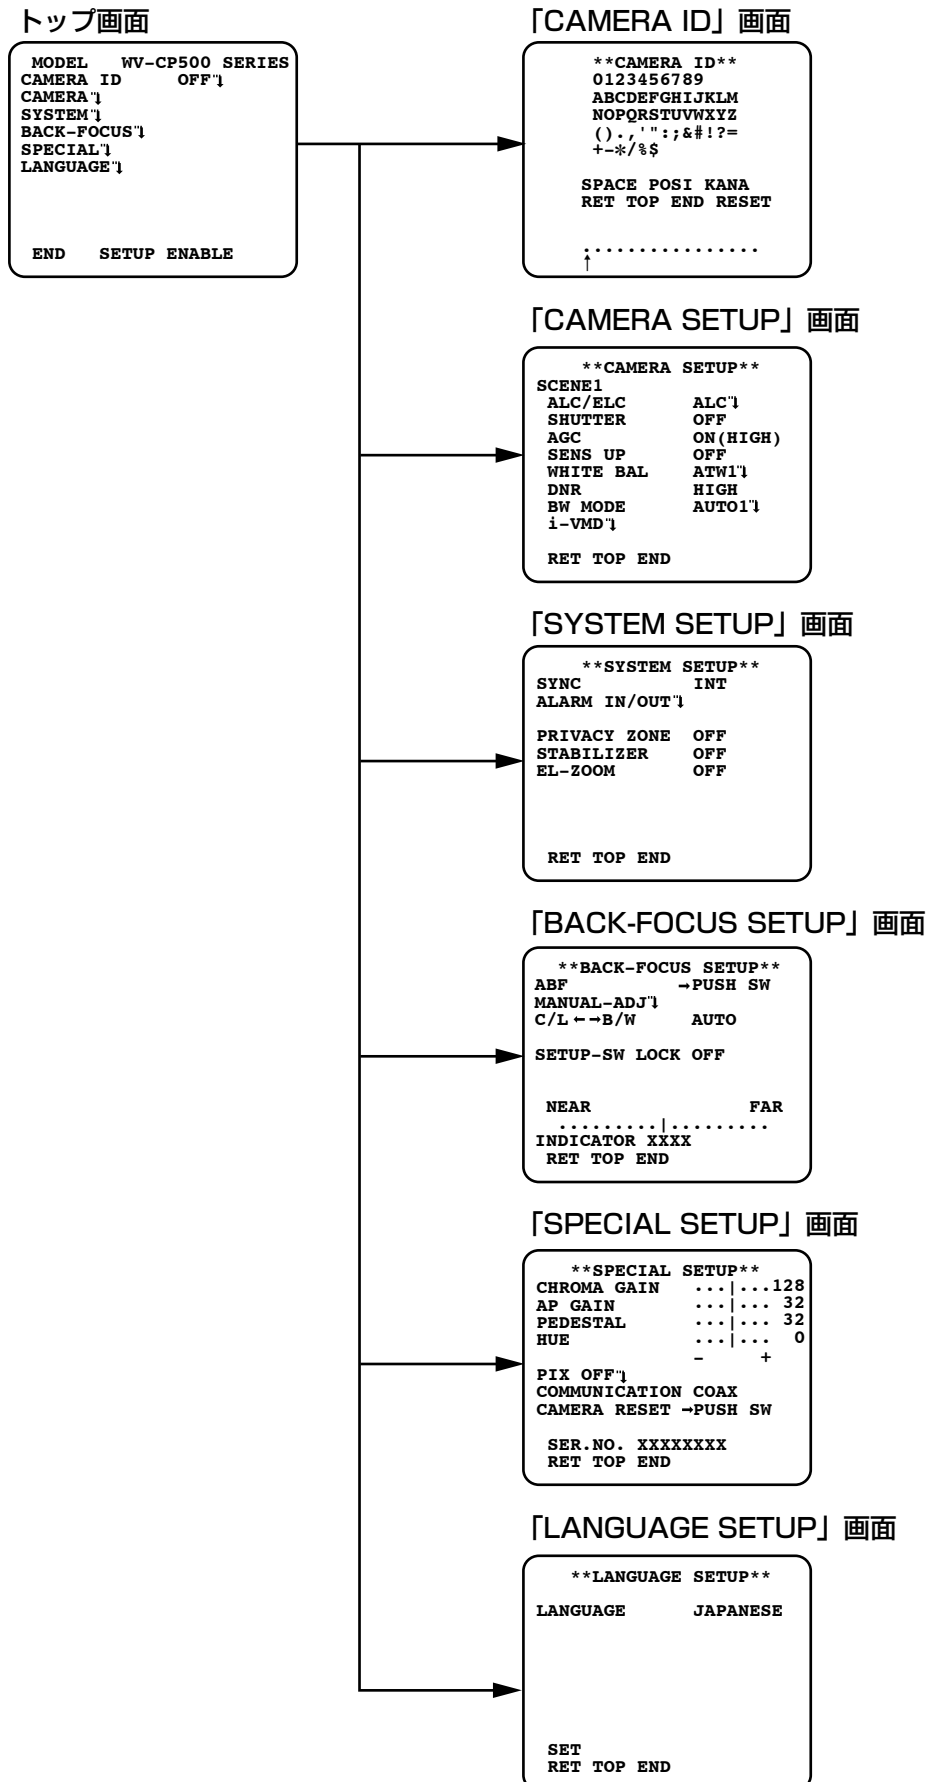 トップ画面
MODEL WV-CP500 SERIES
CAMERA ID OFF
CAMERA
SYSTEM
BACK-FOCUS
SPECIAL
LANGUAGE
END SETUP ENABLE
「CAMERA ID」画面
**CAMERA ID**
0123456789
ABCDEFGHIJKLM
NOPQRSTUVWXYZ
().,'":;&#!?=
+-*/%$
SPACE POSI KANA
RET TOP END RESET
................
↑
「CAMERA SETUP」画面
**CAMERA SETUP**
SCENE1
ALC/ELC ALC
SHUTTER OFF
AGC ON(HIGH)
SENS UP OFF
WHITE BAL ATW1
DNR HIGH
BW MODE AUTO1
i-VMD
RET TOP END
「SYSTEM SETUP」画面
**SYSTEM SETUP**
SYNC INT
ALARM IN/OUT
PRIVACY ZONE OFF
STABILIZER OFF
EL-ZOOM OFF
RET TOP END
「BACK-FOCUS SETUP」画面
**BACK-FOCUS SETUP**
ABF →PUSH SW
MANUAL-ADJ
C/L←→B/W AUTO
SETUP-SW LOCK OFF
NEAR FAR
.........|.........
INDICATOR XXXX
RET TOP END
「SPECIAL SETUP」画面
**SPECIAL SETUP**
CHROMA GAIN ...|...128
AP GAIN ...|... 32
PEDESTAL ...|... 32
HUE ...|... 0
- +
PIX OFF
COMMUNICATION COAX
CAMERA RESET →PUSH SW
SER.NO. XXXXXXXX
RET TOP END
「LANGUAGE SETUP」画面
**LANGUAGE SETUP**
LANGUAGE JAPANESE
SET
RET TOP END